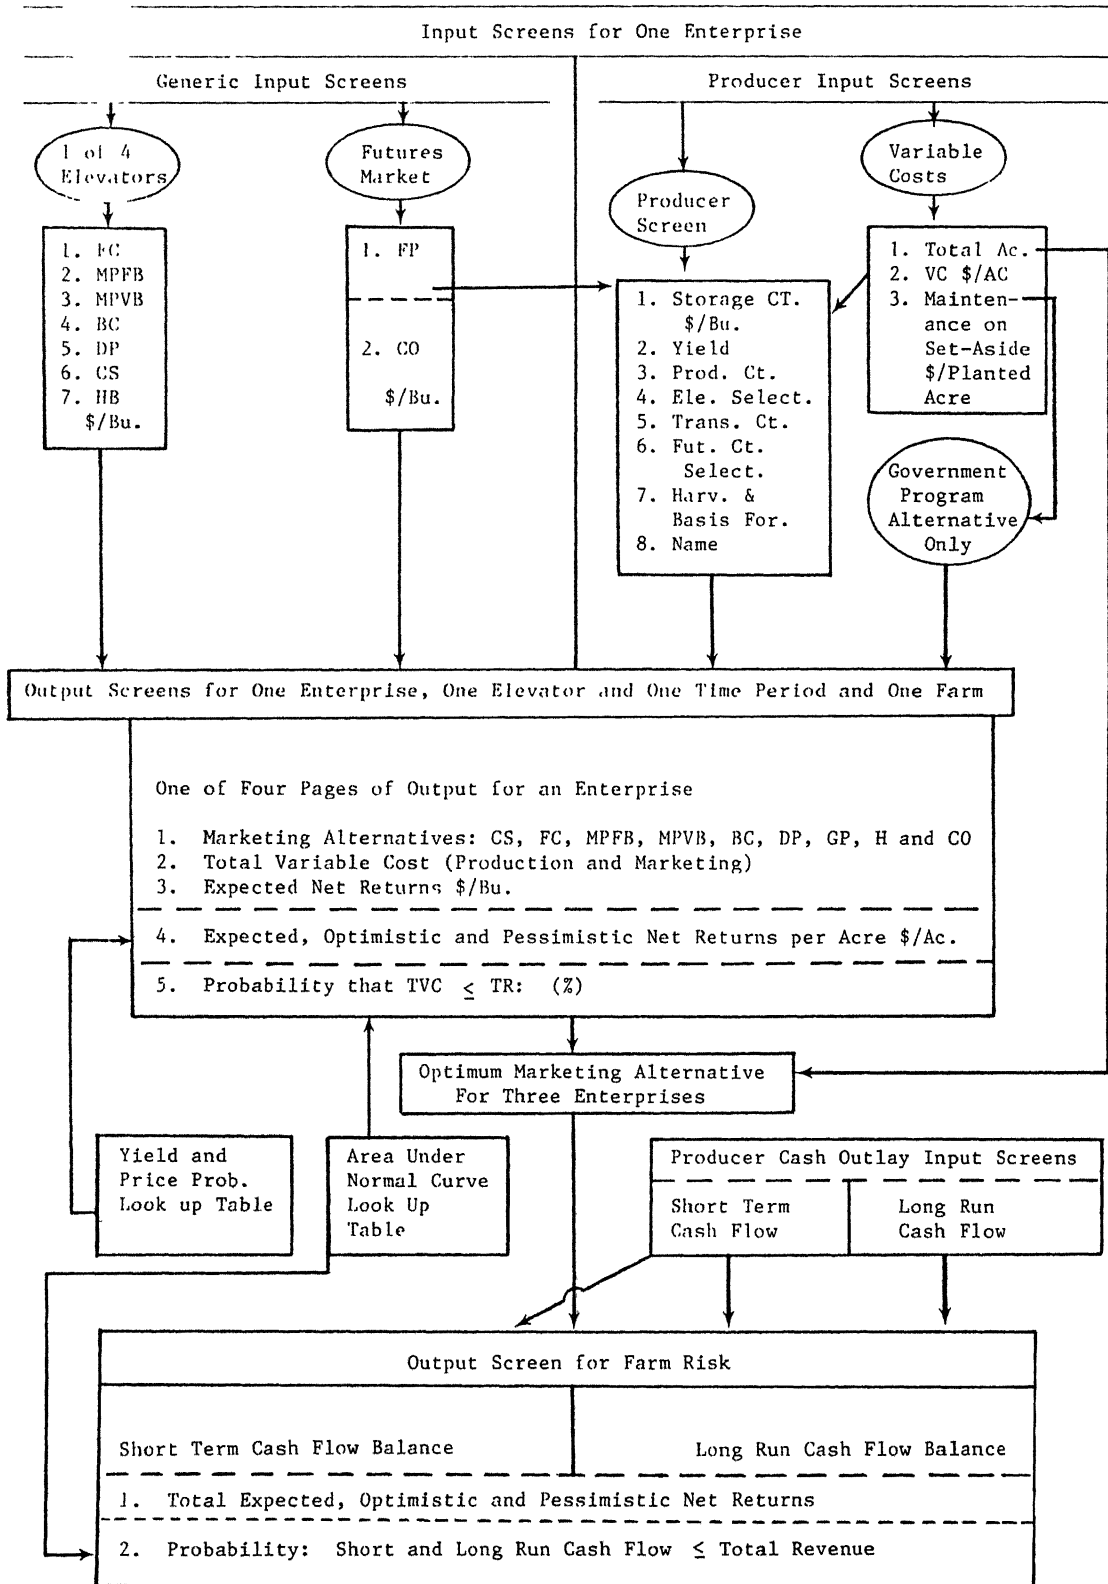 Input Screens for One Enterprise
Generic Input Screens
Producer Input Screens
1 of 4
Elevators
Futures
Market
Producer
Screen
Variable
Costs
1. FC
2. MPFB
3. MPVB
4. BC
5. DP
6. CS
7. HB
$/Bu.
1. FP
2. CO
$/Bu.
1. Storage CT.
$/Bu.
2. Yield
3. Prod. Ct.
4. Ele. Select.
5. Trans. Ct.
6. Fut. Ct.
Select.
7. Harv. &
Basis For.
8. Name
1. Total Ac.
2. VC $/AC
3. Mainten-
ance on
Set-Aside
$/Planted
Acre
Government
Program
Alternative
Only
Output Screens for One Enterprise, One Elevator and One Time Period and One Farm
One of Four Pages of Output for an Enterprise
1. Marketing Alternatives: CS, FC, MPFB, MPVB, BC, DP, GP, H and CO
2. Total Variable Cost (Production and Marketing)
3. Expected Net Returns $/Bu.
4. Expected, Optimistic and Pessimistic Net Returns per Acre $/Ac.
5. Probability that TVC ≤ TR: (%)
Optimum Marketing Alternative
For Three Enterprises
Yield and
Price Prob.
Look up Table
Area Under
Normal Curve
Look Up
Table
Producer Cash Outlay Input Screens
Short Term
Cash Flow
Long Run
Cash Flow
Output Screen for Farm Risk
Short Term Cash Flow Balance
Long Run Cash Flow Balance
1. Total Expected, Optimistic and Pessimistic Net Returns
2. Probability: Short and Long Run Cash Flow ≤ Total Revenue